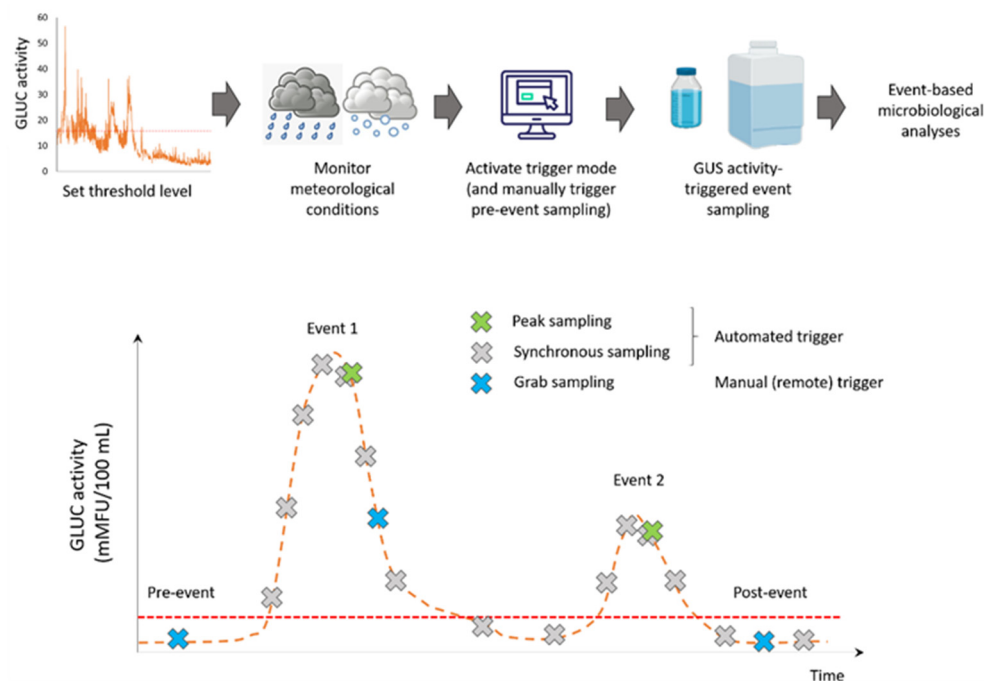 GLUC activity
60
50
40
30
20
10
0
Set threshold level
Monitor
meteorological
conditions
Activate trigger mode
(and manually trigger
pre-event sampling)
GUS activity-
triggered event
sampling
Event-based
microbiological
analyses
Event 1
Peak sampling
Synchronous sampling
Automated trigger
Grab sampling
Manual (remote) trigger
GLUC activity
(mMFU/100 mL)
Event 2
Pre-event
Post-event
Time